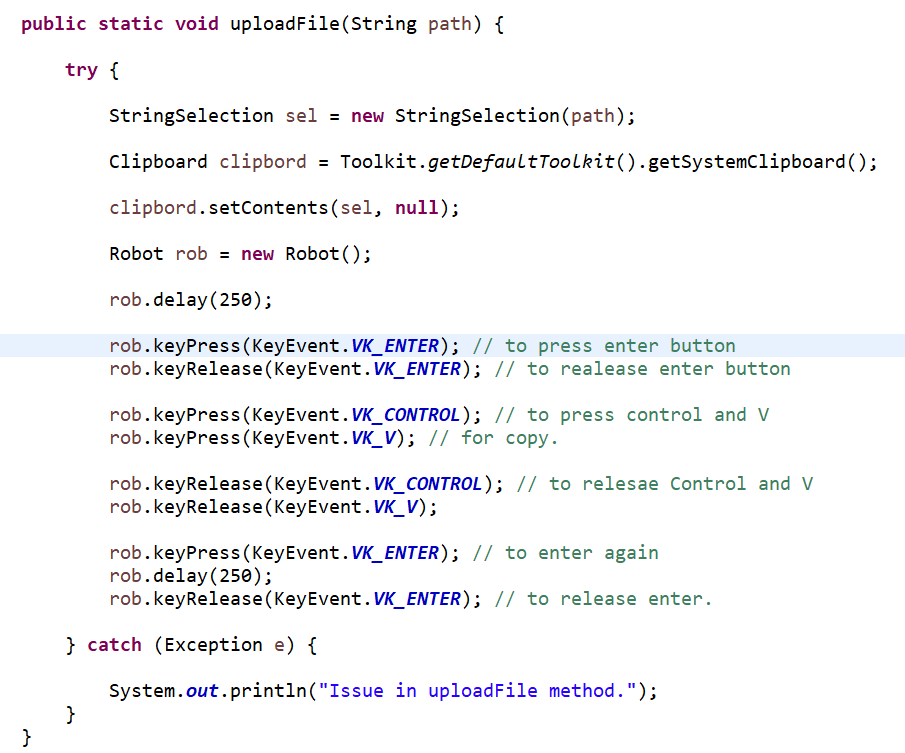 public static void uploadFile(String path) {
try {
StringSelection sel = new StringSelection(path);
Clipboard clipbord = Toolkit.getDefaultToolkit().getSystemClipboard();
clipbord.setContents(sel, null);
Robot rob = new Robot();
rob.delay(250);
rob.keyPress(KeyEvent.VK_ENTER); // to press enter button
rob.keyRelease(KeyEvent.VK_ENTER); // to realease enter button
rob.keyPress(KeyEvent.VK_CONTROL); // to press control and V
rob.keyPress(KeyEvent.VK_V); // for copy.
rob.keyRelease(KeyEvent.VK_CONTROL); // to relesae Control and V
rob.keyRelease(KeyEvent.VK_V);
rob.keyPress(KeyEvent.VK_ENTER); // to enter again
rob.delay(250);
rob.keyRelease(KeyEvent.VK_ENTER); // to release enter.
} catch (Exception e) {
System.out.println("Issue in uploadFile method.");
}
}